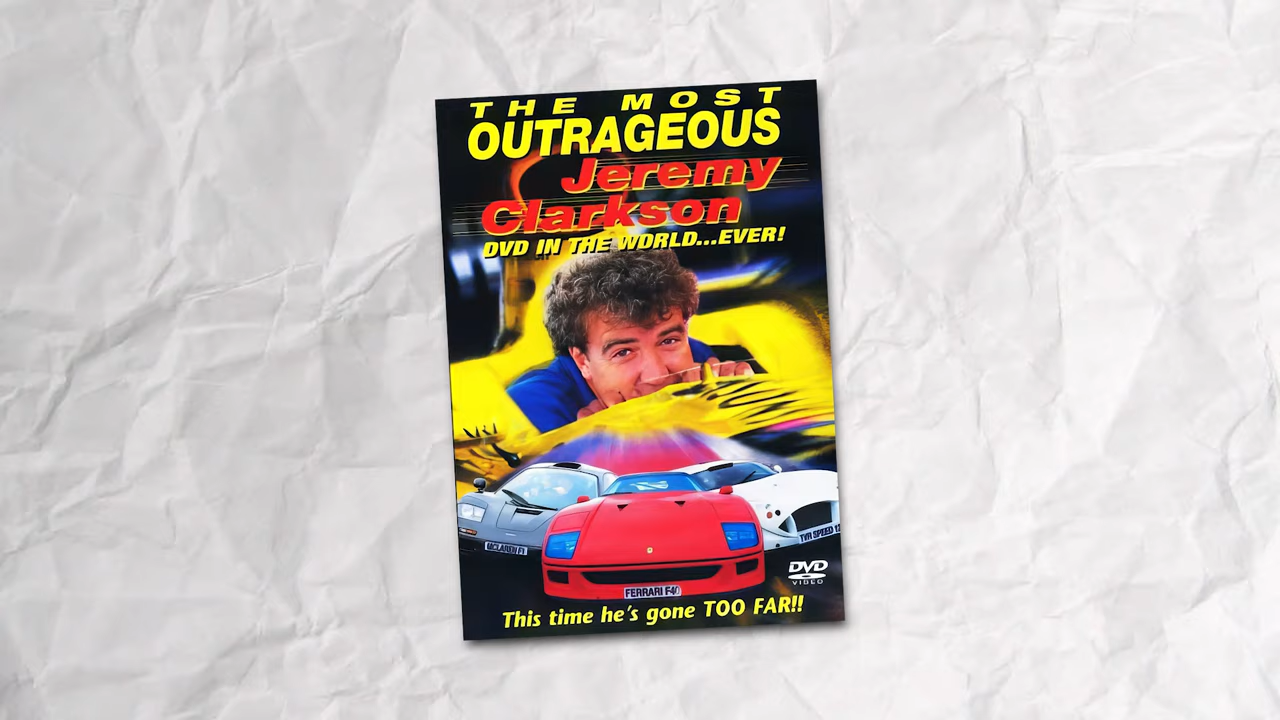 THE MOST
OUTRAGEOUS
Jeremy
Clarkson
DVD IN THE WORLD...EVER!
MCLAREN F1
FERRARI F40
TVR SPEED 12
DVD
VIDEO
This time he's gone TOO FAR!!